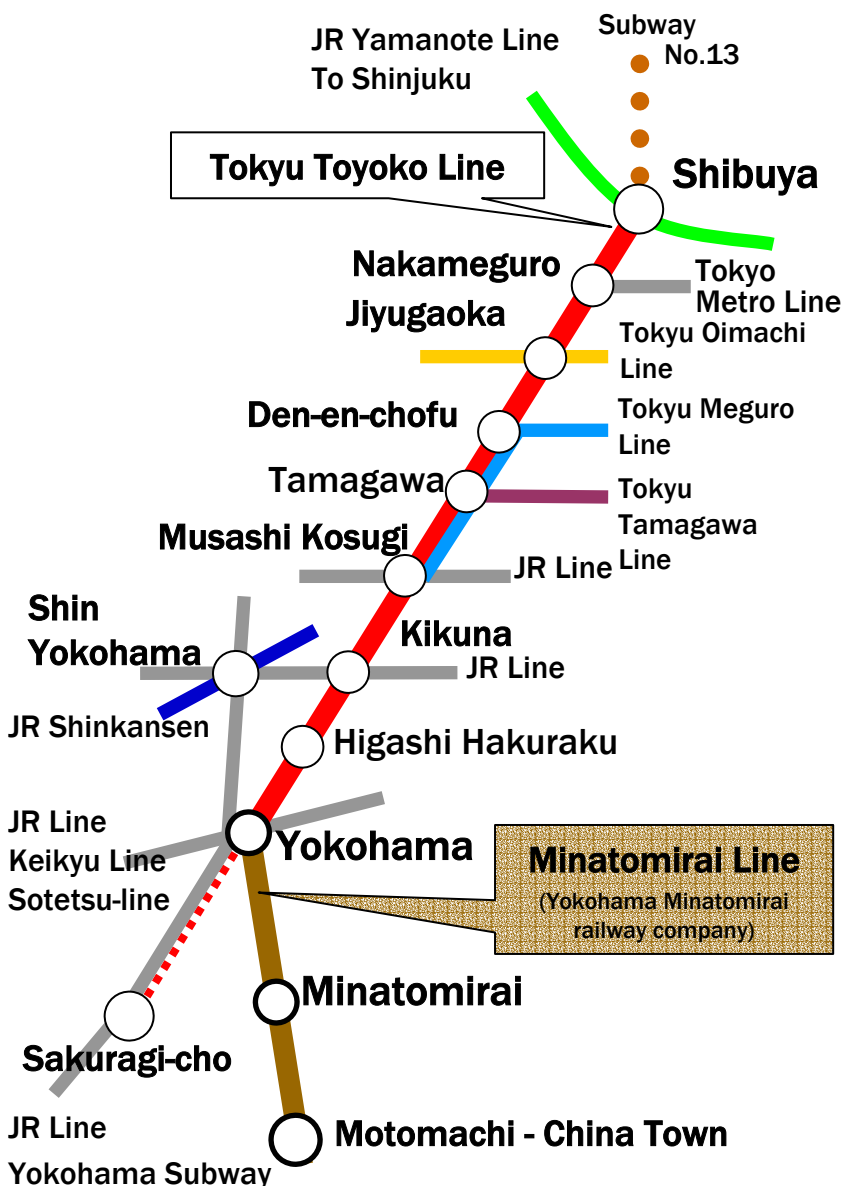 Subway
No.13
JR Yamanote Line
To Shinjuku
Tokyu Toyoko Line
Shibuya
Nakameguro
Tokyo
Metro Line
Jiyugaoka
Tokyu Oimachi
Line
Den-en-chofu
Tokyu Meguro
Line
Tamagawa
Tokyu
Tamagawa
Line
Musashi Kosugi
JR Line
Shin
Yokohama
Kikuna
JR Line
JR Shinkansen
Higashi Hakuraku
JR Line
Keikyu Line
Sotetsu-line
Yokohama
Minatomirai Line
(Yokohama Minatomirai
railway company)
Minatomirai
Sakuragi-cho
JR Line
Yokohama Subway
Motomachi - China Town